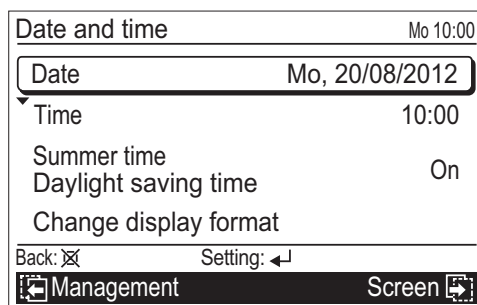 Date and time Mo 10:00
Date Mo, 20/08/2012
Time 10:00
Summer time
Daylight saving time On
Change display format
Back: Setting:
Management Screen